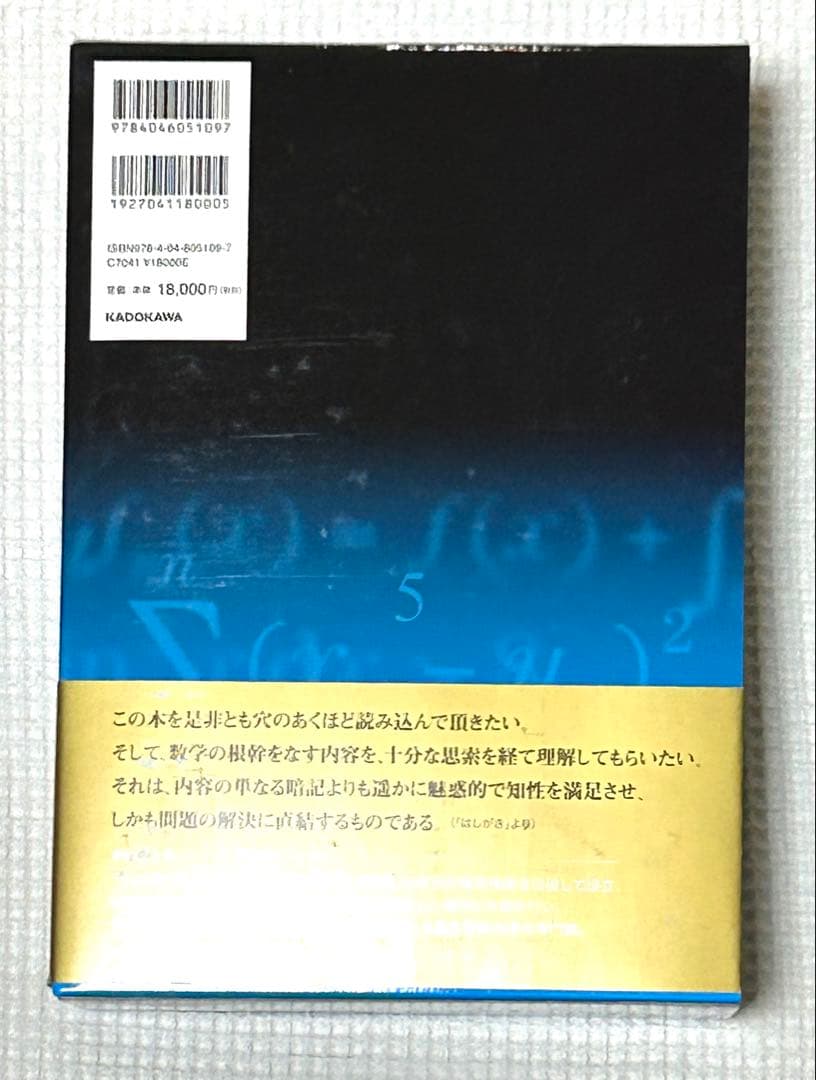 9784046051097
1927041180005
ISBN978-4-04-605109-7
C7041 ¥18000E
定価 本体 18,000円(税別)
KADOKAWA
(x) = f(x) + ∫
n
5
∑(x - y )²
この本を是非とも穴のあくほど読み込んで頂きたい。
そして、数学の根幹をなす内容を、十分な思索を経て理解してもらいたい。
それは、内容の単なる暗記よりも遥かに魅惑的で知性を満足させ、
しかも問題の解決に直結するものである。(「はしがき」より)
して設立。